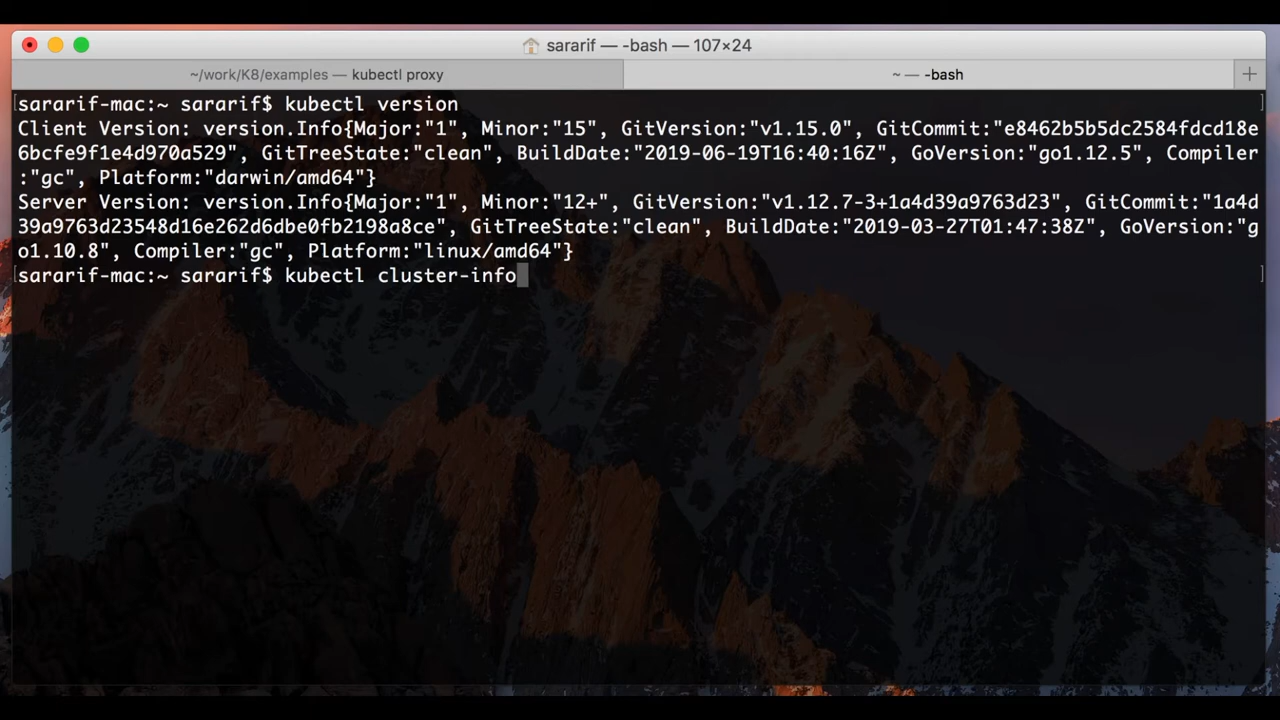 sararif — -bash — 107×24
~/work/K8/examples — kubectl proxy
~ — -bash
[sararif-mac:~ sararif$ kubectl version ]
Client Version: version.Info{Major:"1", Minor:"15", GitVersion:"v1.15.0", GitCommit:"e8462b5b5dc2584fdcd18e
6bcfe9f1e4d970a529", GitTreeState:"clean", BuildDate:"2019-06-19T16:40:16Z", GoVersion:"go1.12.5", Compiler
:"gc", Platform:"darwin/amd64"}
Server Version: version.Info{Major:"1", Minor:"12+", GitVersion:"v1.12.7-3+1a4d39a9763d23", GitCommit:"1a4d
39a9763d23548d16e262d6dbe0fb2198a8ce", GitTreeState:"clean", BuildDate:"2019-03-27T01:47:38Z", GoVersion:"g
o1.10.8", Compiler:"gc", Platform:"linux/amd64"}
[sararif-mac:~ sararif$ kubectl cluster-info ]